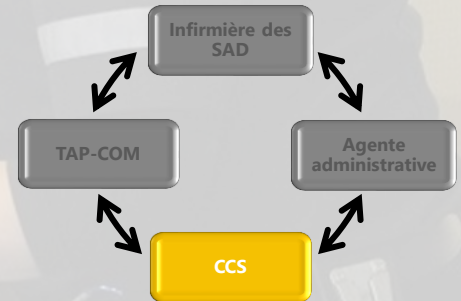 Infirmière des
SAD
TAP-COM
Agente
administrative
CCS